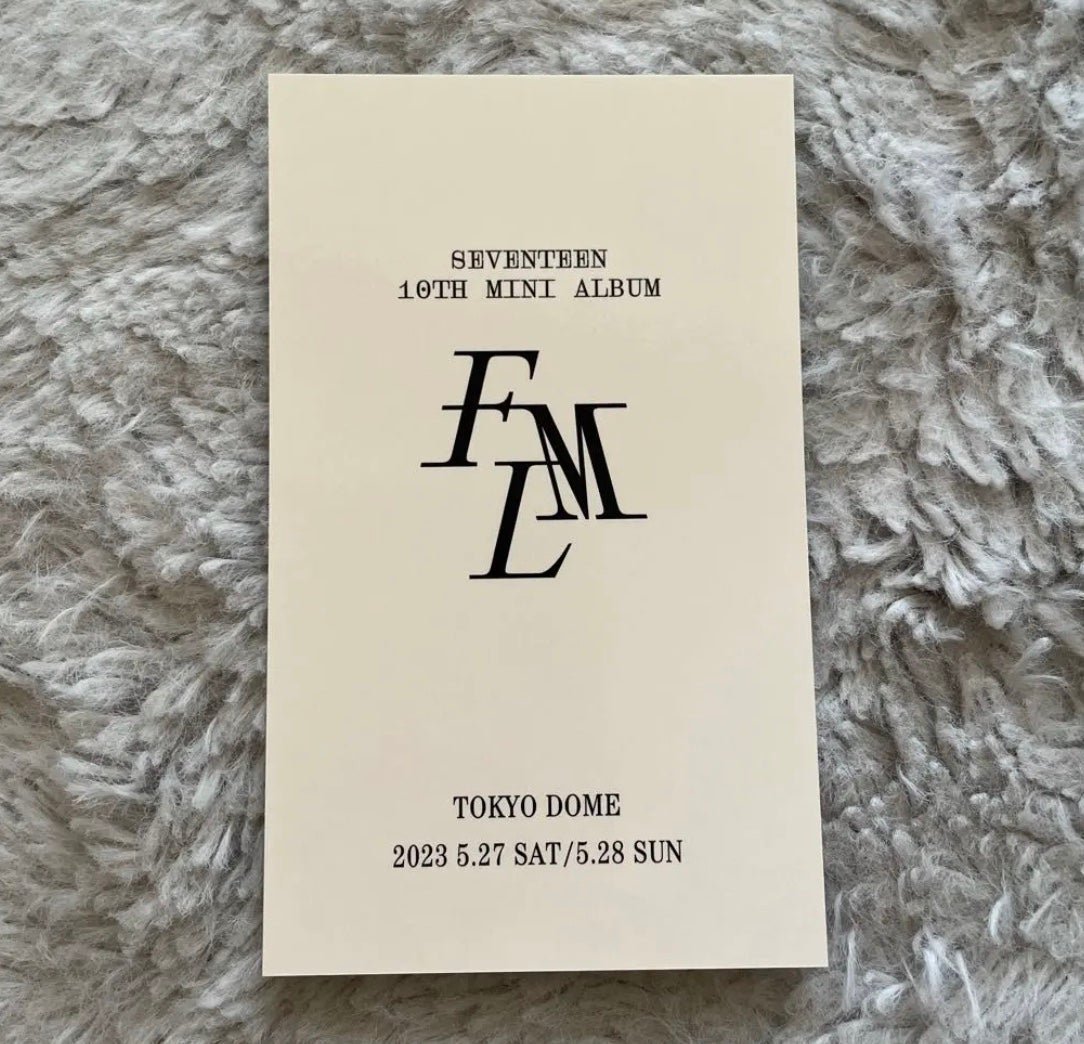 SEVENTEEN
10TH MINI ALBUM
FML
TOKYO DOME
2023 5.27 SAT/5.28 SUN